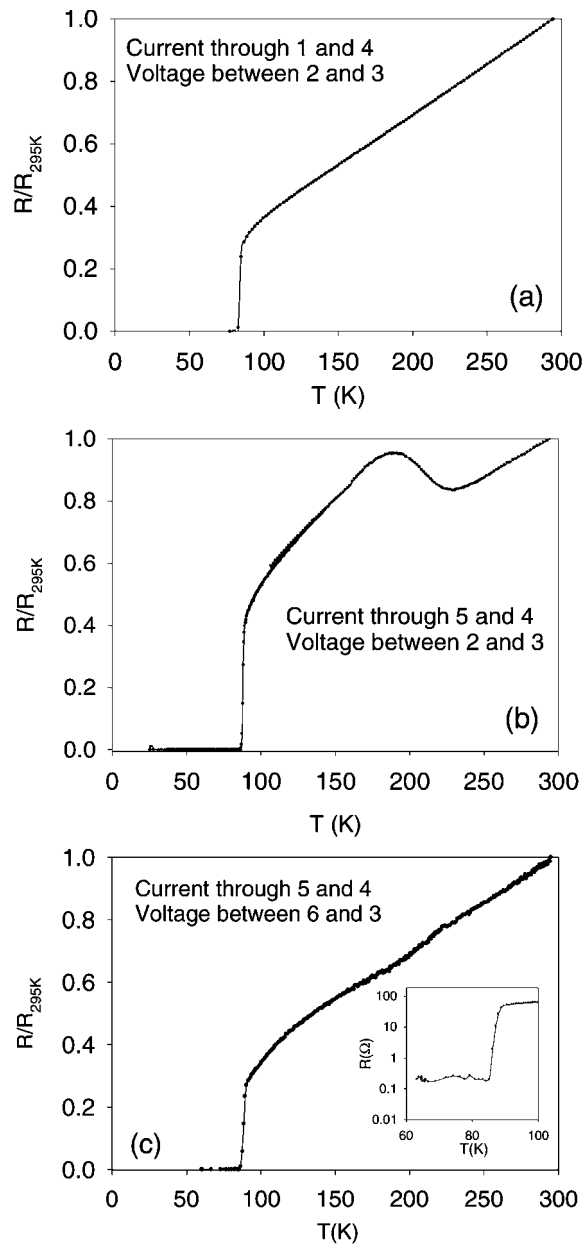 Current through 1 and 4
Voltage between 2 and 3
1.0
0.8
0.6
0.4
0.2
0.0
R/R295K
(a)
0 50 100 150 200 250 300
T (K)
1.0
0.8
0.6
0.4
0.2
0.0
R/R295K
Current through 5 and 4
Voltage between 2 and 3
(b)
0 50 100 150 200 250 300
T (K)
1.0
0.8
0.6
0.4
0.2
0.0
R/R295K
Current through 5 and 4
Voltage between 6 and 3
100
10
1
0.1
0.01
R(Ω)
60 80 100
T(K)
(c)
0 50 100 150 200 250 300
T(K)